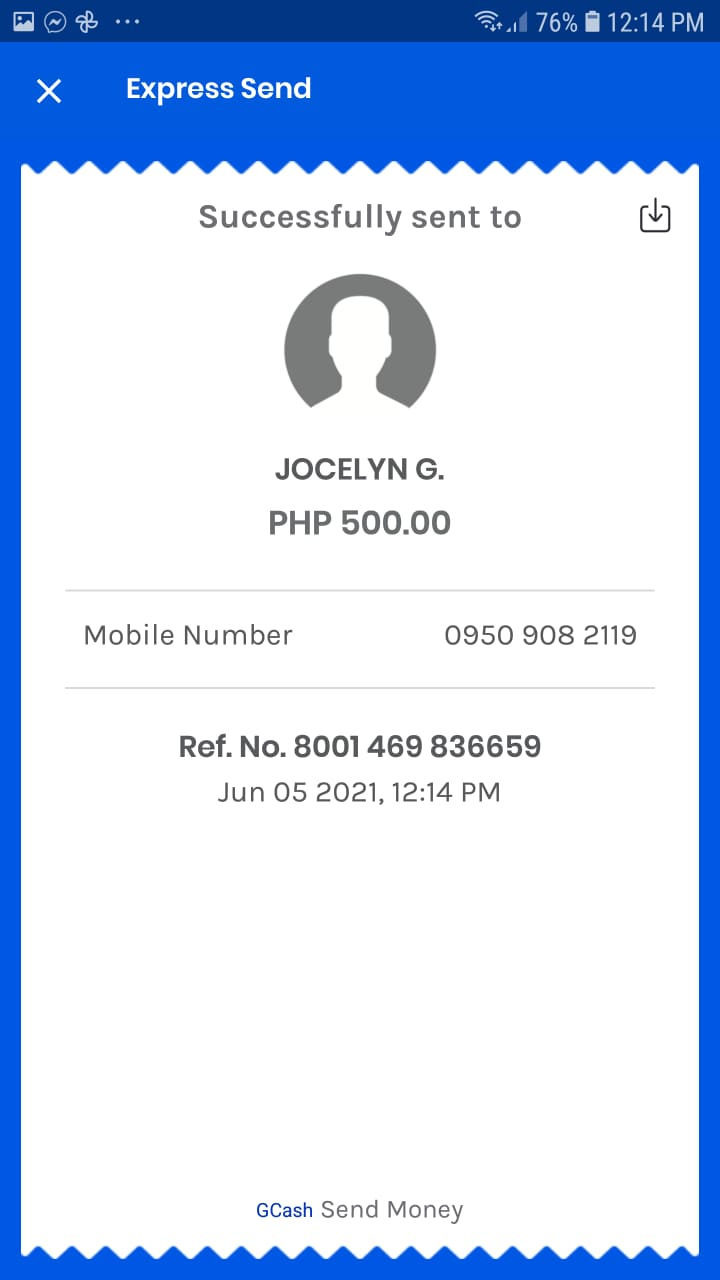 76% 12:14 PM
Express Send
Successfully sent to
JOCELYN G.
PHP 500.00
Mobile Number 0950 908 2119
Ref. No. 8001 469 836659
Jun 05 2021, 12:14 PM
GCash Send Money